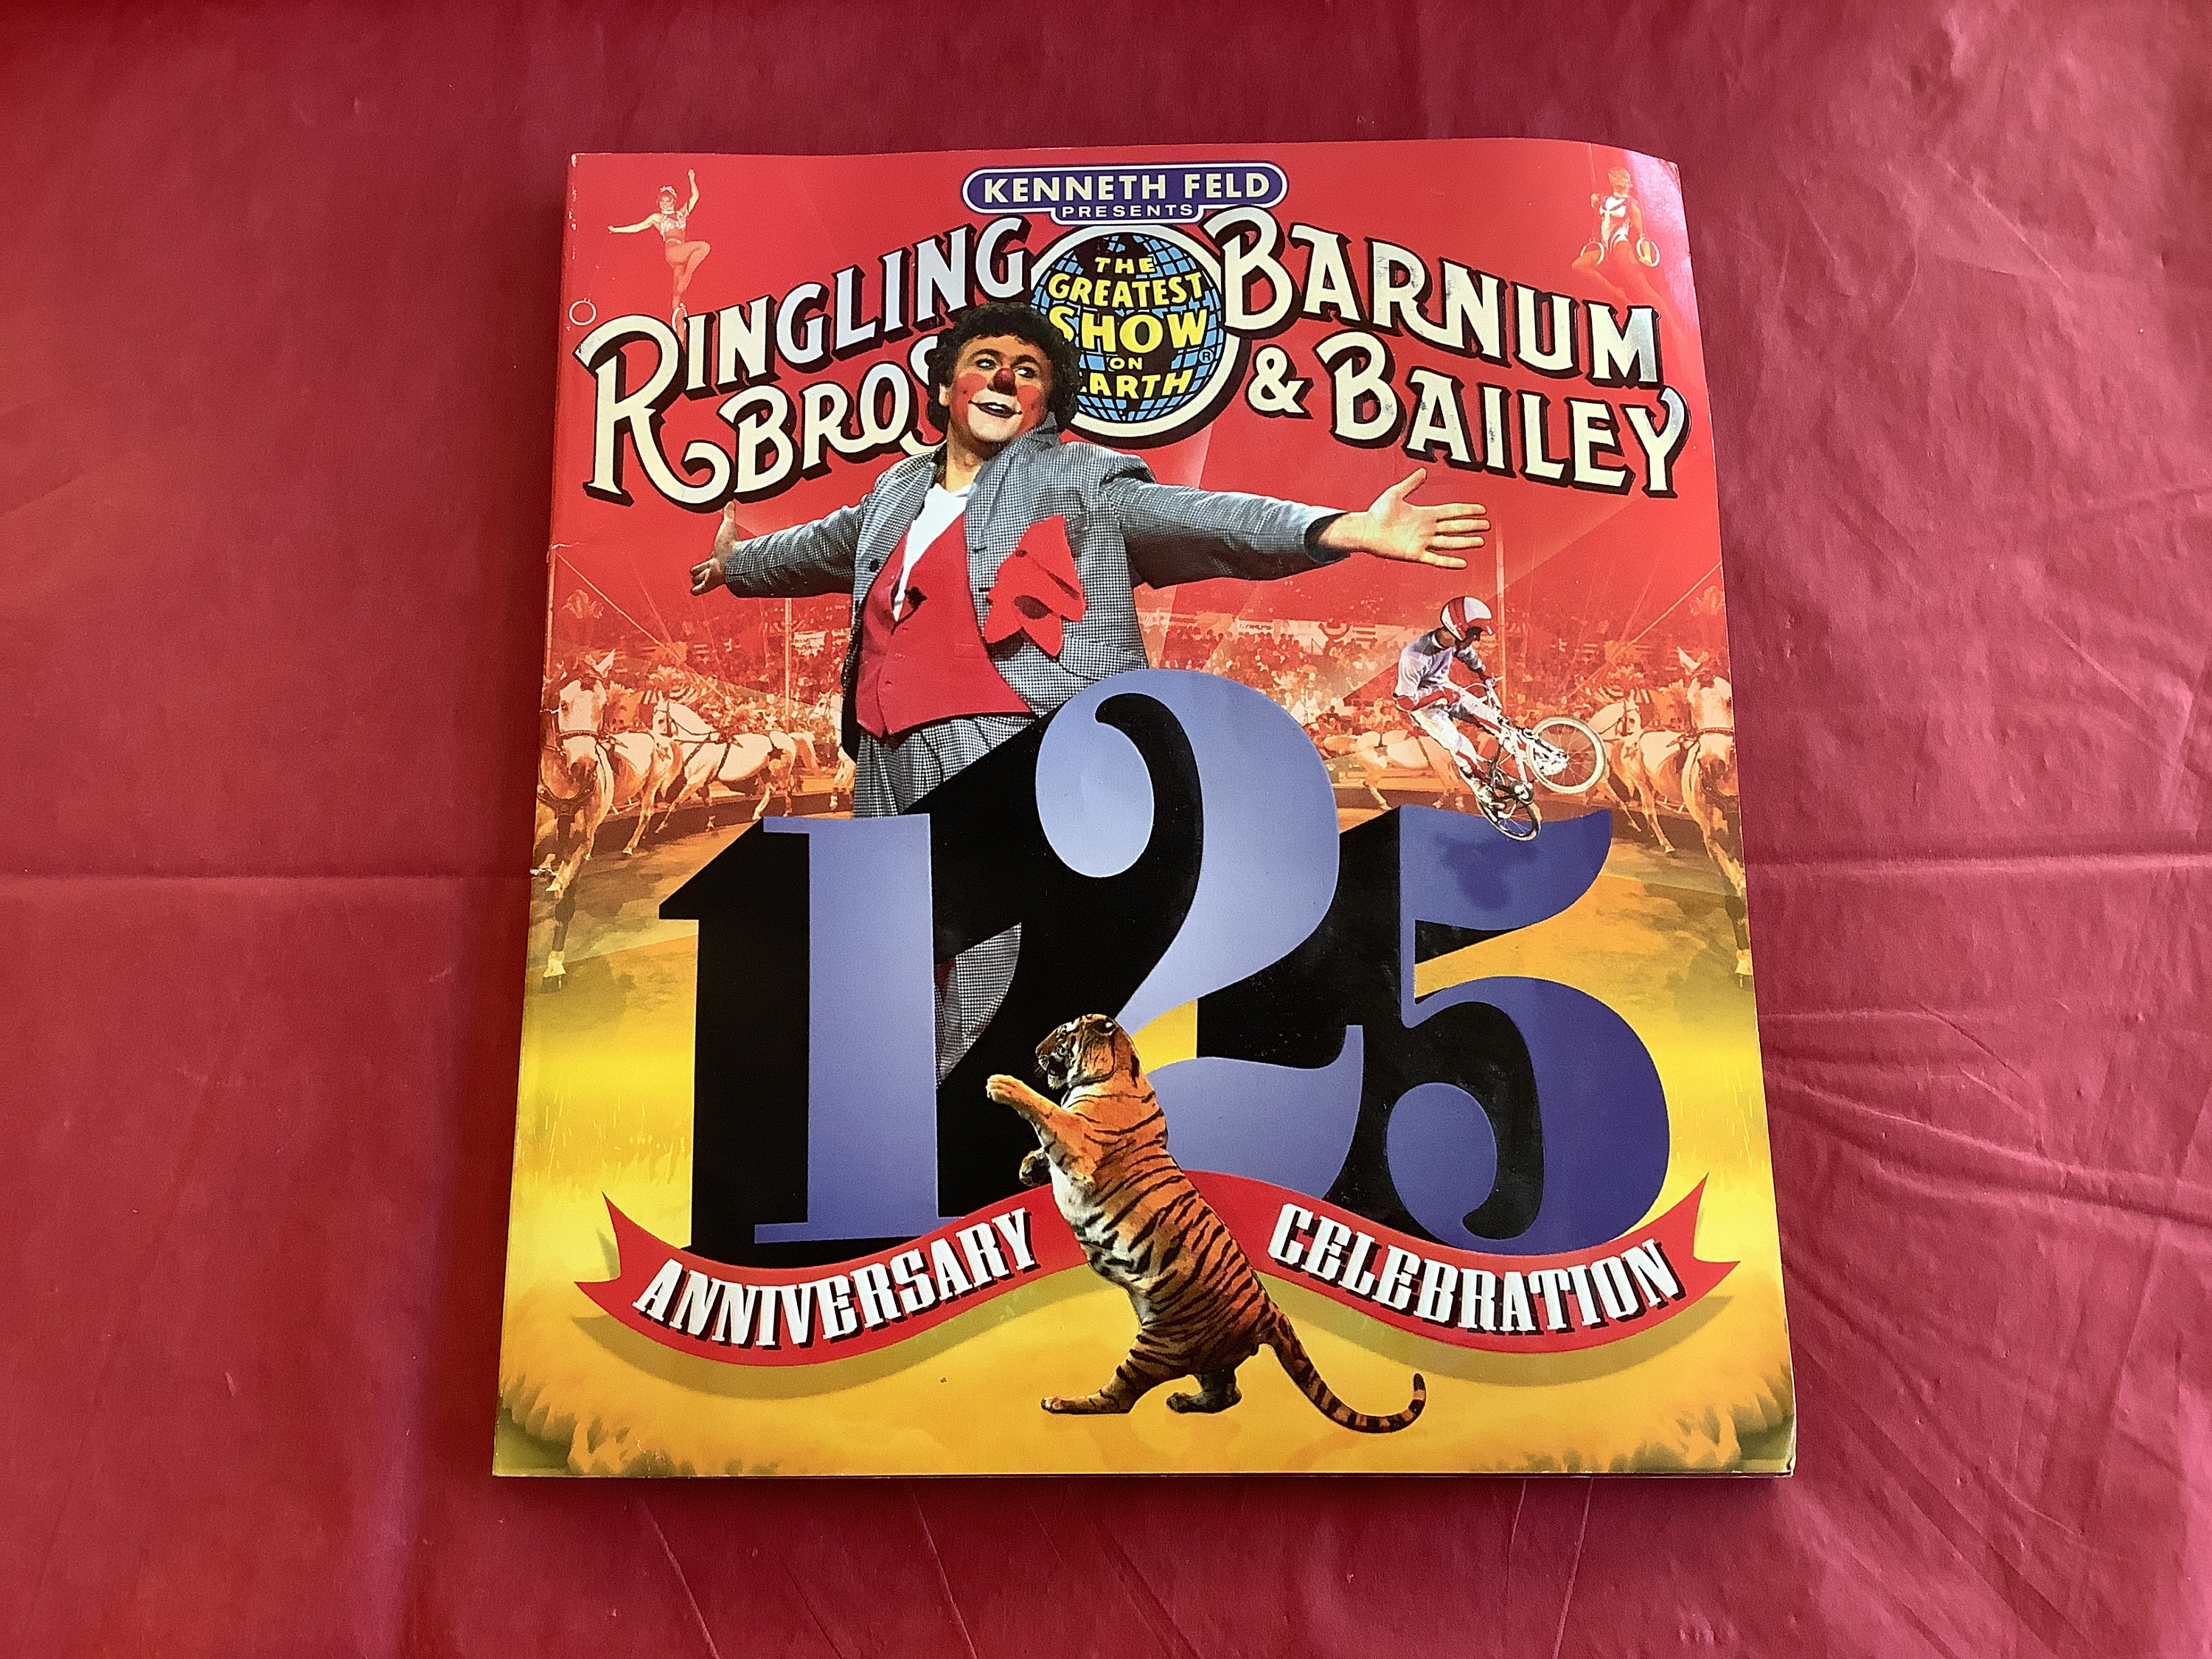 KENNETH FELD
PRESENTS
RINGLING
BROS
THE
GREATEST
SHOW
ON
EARTH
®
BARNUM
& BAILEY
125
ANNIVERSARY CELEBRATION